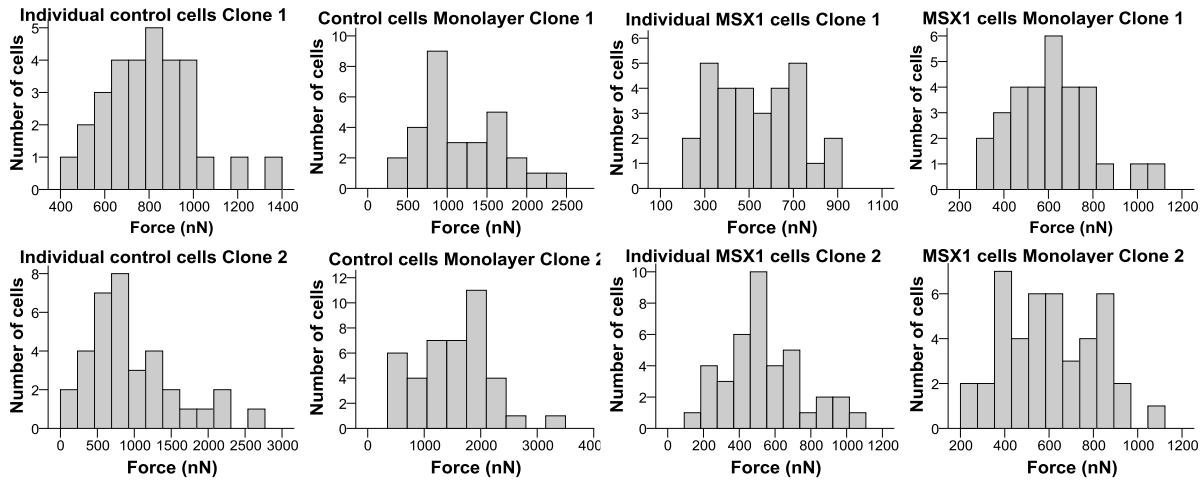 Individual control cells Clone 1
Number of cells
5
4
3
2
1
0
400 600 800 1000 1200 1400
Force (nN)
Control cells Monolayer Clone 1
Number of cells
10
8
6
4
2
0
0 500 1000 1500 2000 2500
Force (nN)
Individual MSX1 cells Clone 1
Number of cells
6
5
4
3
2
1
0
100 300 500 700 900 1100
Force (nN)
MSX1 cells Monolayer Clone 1
Number of cells
6
5
4
3
2
1
0
200 400 600 800 1000 1200
Force (nN)
Individual control cells Clone 2
Number of cells
8
6
4
2
0
0 500 1000 1500 2000 3000
Force (nN)
Control cells Monolayer Clone 2
Number of cells
12
10
8
6
4
2
0
0 1000 2000 3000 400
Force (nN)
Individual MSX1 cells Clone 2
Number of cells
10
8
6
4
2
0
0 200 400 600 800 1200
Force (nN)
MSX1 cells Monolayer Clone 2
Number of cells
6
4
2
0
200 400 600 800 1000 1200
Force (nN)